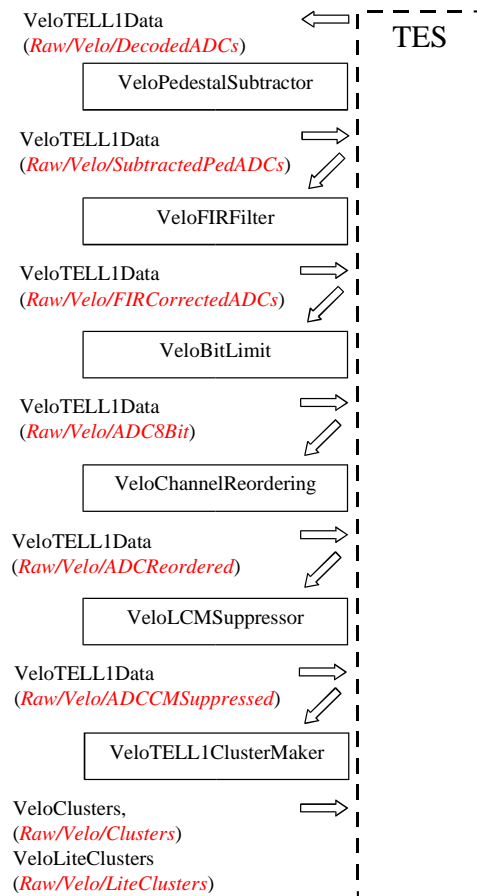 VeloTELL1Data
(Raw/Velo/DecodedADCs)
TES
VeloPedestalSubtractor
VeloTELL1Data
(Raw/Velo/SubtractedPedADCs)
VeloFIRFilter
VeloTELL1Data
(Raw/Velo/FIRCorrectedADCs)
VeloBitLimit
VeloTELL1Data
(Raw/Velo/ADC8Bit)
VeloChannelReordering
VeloTELL1Data
(Raw/Velo/ADCReordered)
VeloLCMSuppressor
VeloTELL1Data
(Raw/Velo/ADCCMSuppressed)
VeloTELL1ClusterMaker
VeloClusters,
(Raw/Velo/Clusters)
VeloLiteClusters
(Raw/Velo/LiteClusters)